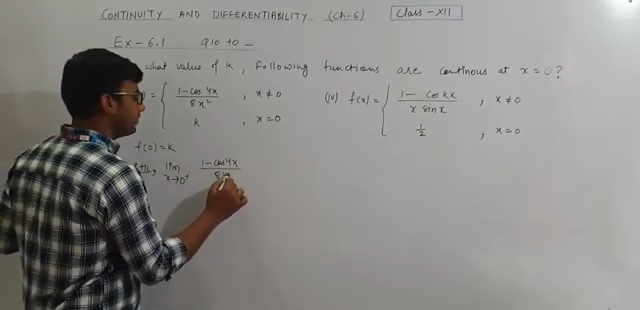 CONTINUITY AND DIFFERENTIABILITY (Ch-6) Class-XII
Ex-6.1 Q10 to _
what value of k, following functions are continous at x=0?
) = { (1-cos 4x)/(8x²) , x≠0
k , x=0
(iv) f(x) = { (1- cos kx)/(x sin x) , x≠0
1/2 , x=0
f(0)=k
lim x→0⁺ (1-cos 4x)/8x